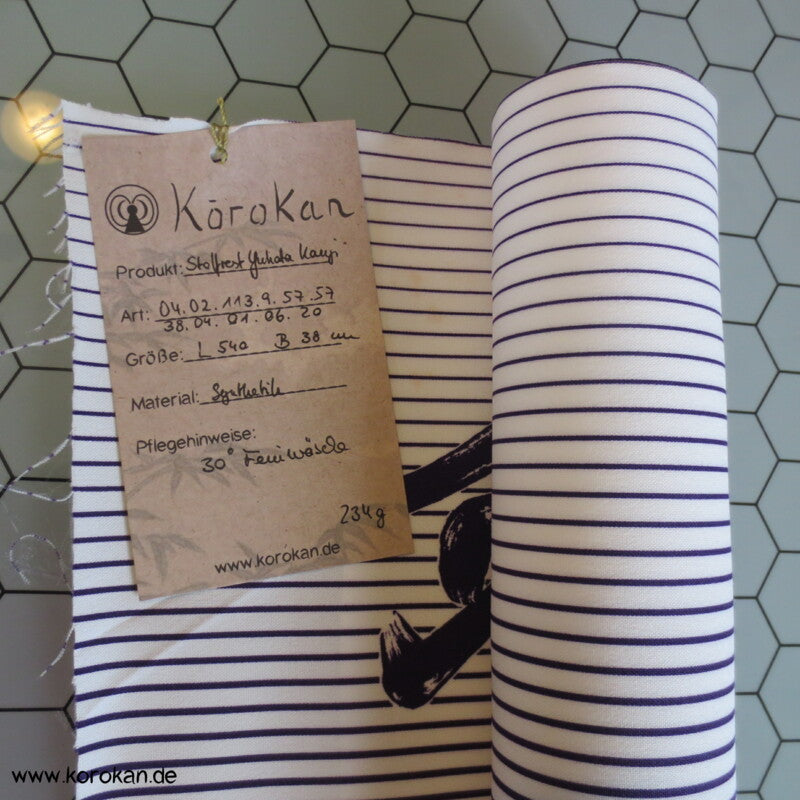 KōroKan
Produkt: Stoffrest Yukata Kanji
Art: 04.02.113.9.57.57
38.04.01.06.20
Größe: L 540 B 38 cm
Material: Synthetik
Pflegehinweise:
30° Feinwäsche
234g
www.korokan.de
www.korokan.de